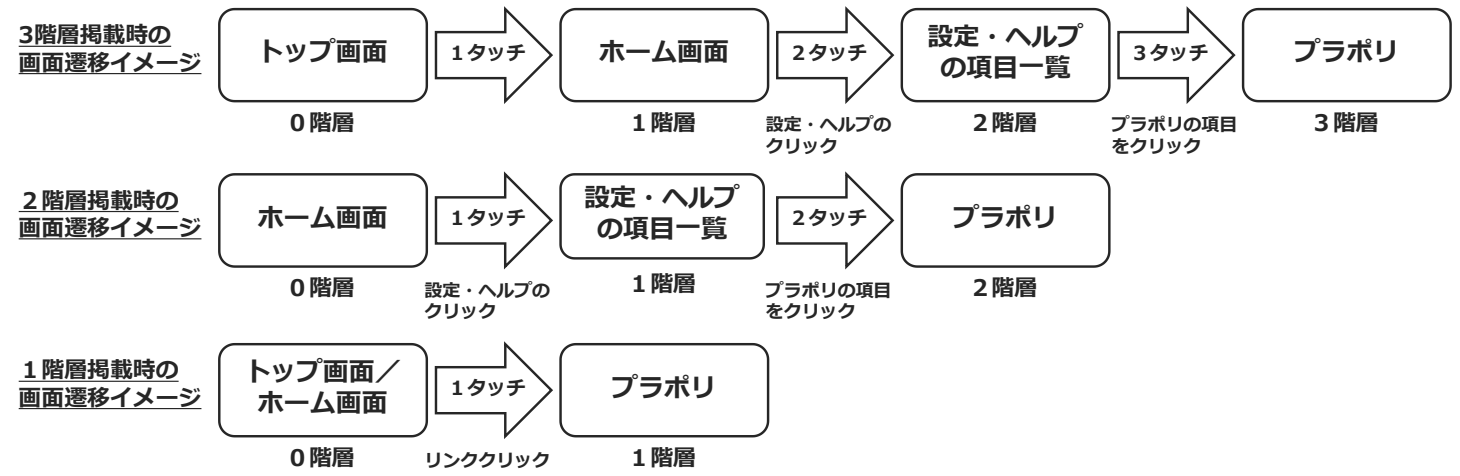 3階層掲載時の
画面遷移イメージ
トップ画面
1タッチ
ホーム画面
2タッチ
設定・ヘルプ
の項目一覧
3タッチ
プラポリ
0階層
1階層
設定・ヘルプの
クリック
2階層
プラポリの項目
をクリック
3階層
2階層掲載時の
画面遷移イメージ
ホーム画面
1タッチ
設定・ヘルプ
の項目一覧
2タッチ
プラポリ
0階層
設定・ヘルプの
クリック
1階層
プラポリの項目
をクリック
2階層
1階層掲載時の
画面遷移イメージ
トップ画面/
ホーム画面
1タッチ
プラポリ
0階層
リンククリック
1階層